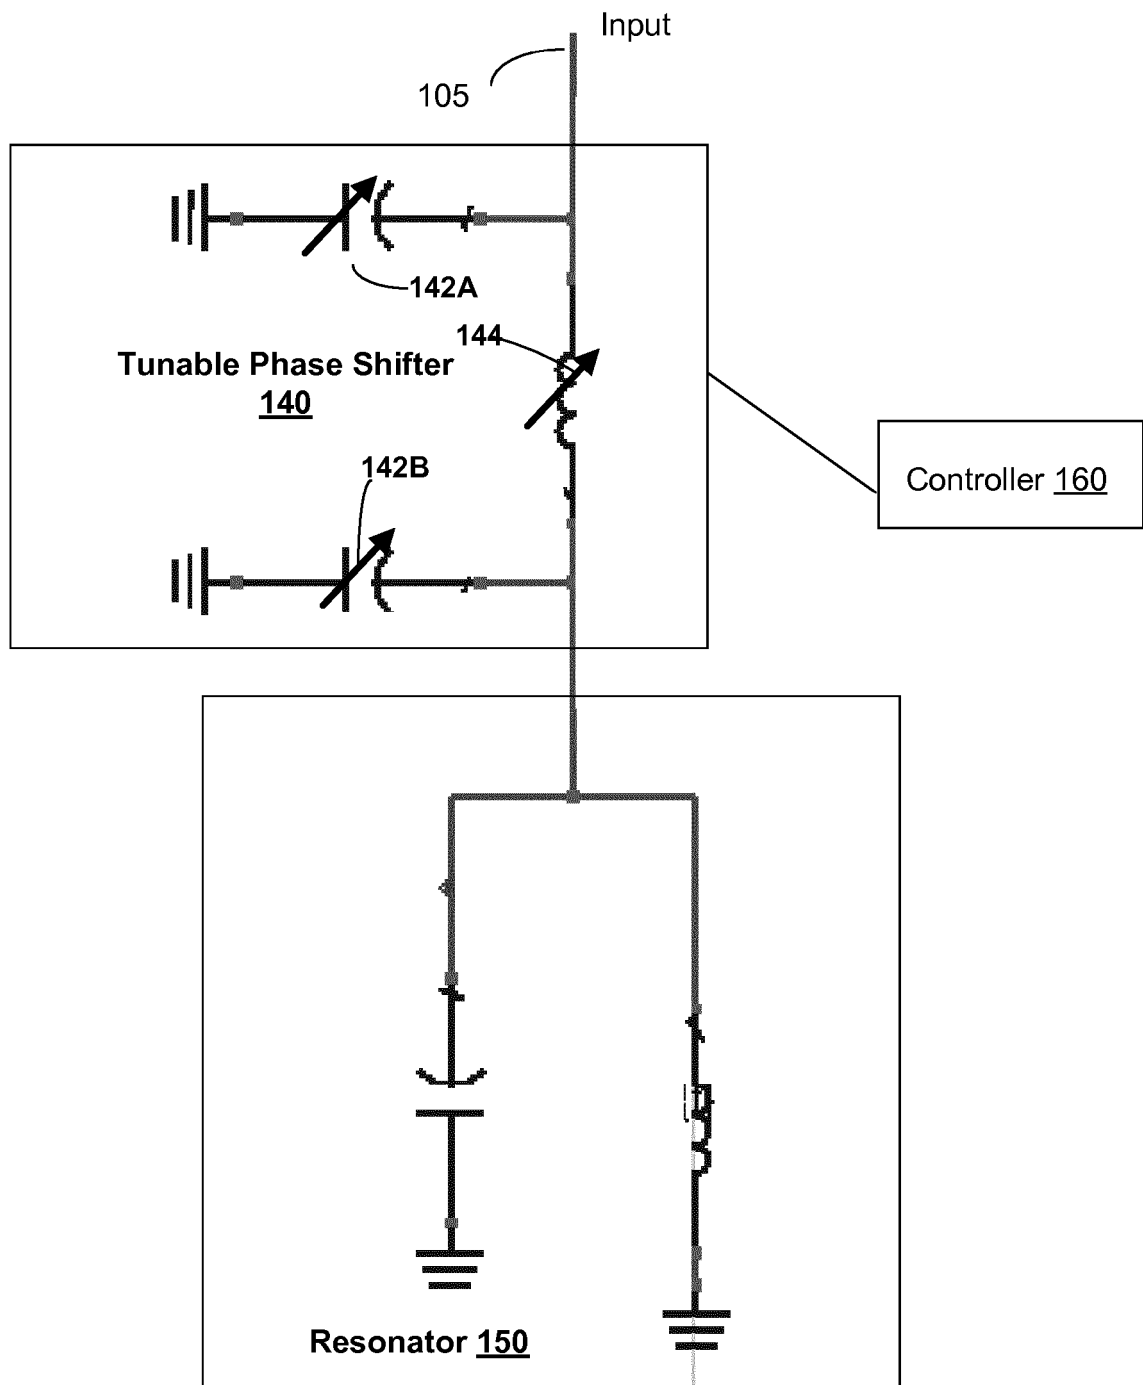 Input
105
142A
144
Tunable Phase Shifter
140
142B
Controller 160
Resonator 150